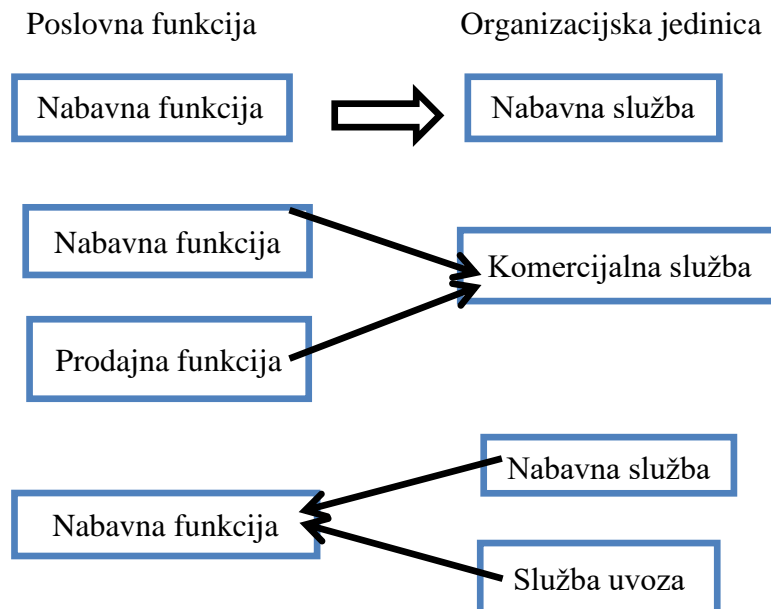 Poslovna funkcija
Organizacijska jedinica
Nabavna funkcija
Nabavna služba
Nabavna funkcija
Komercijalna služba
Prodajna funkcija
Nabavna služba
Nabavna funkcija
Služba uvoza